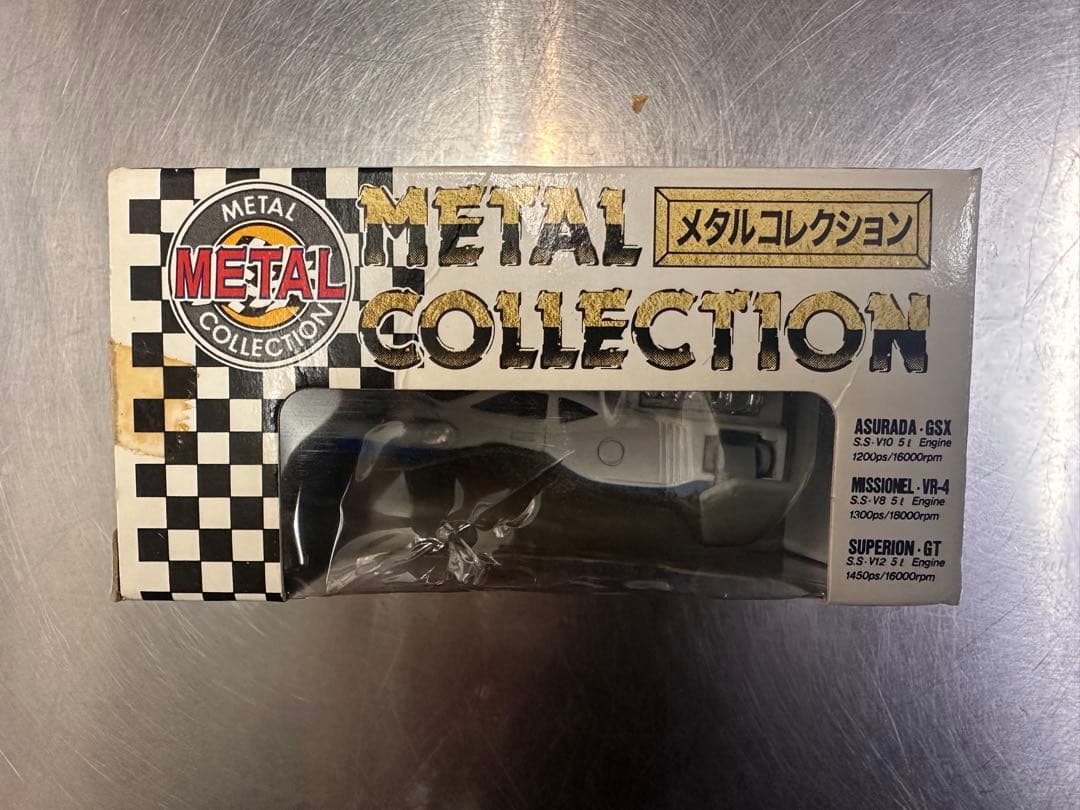 METAL
METAL
COLLECTION
METAL
COLLECTION
メタルコレクション
ASURADA・GSX
S.S・V10 5ℓ Engine
1200ps/16000rpm
MISSIONEL・VR-4
S.S・V8 5ℓ Engine
1300ps/18000rpm
SUPERION・GT
S.S・V12 5ℓ Engine
1450ps/16000rpm